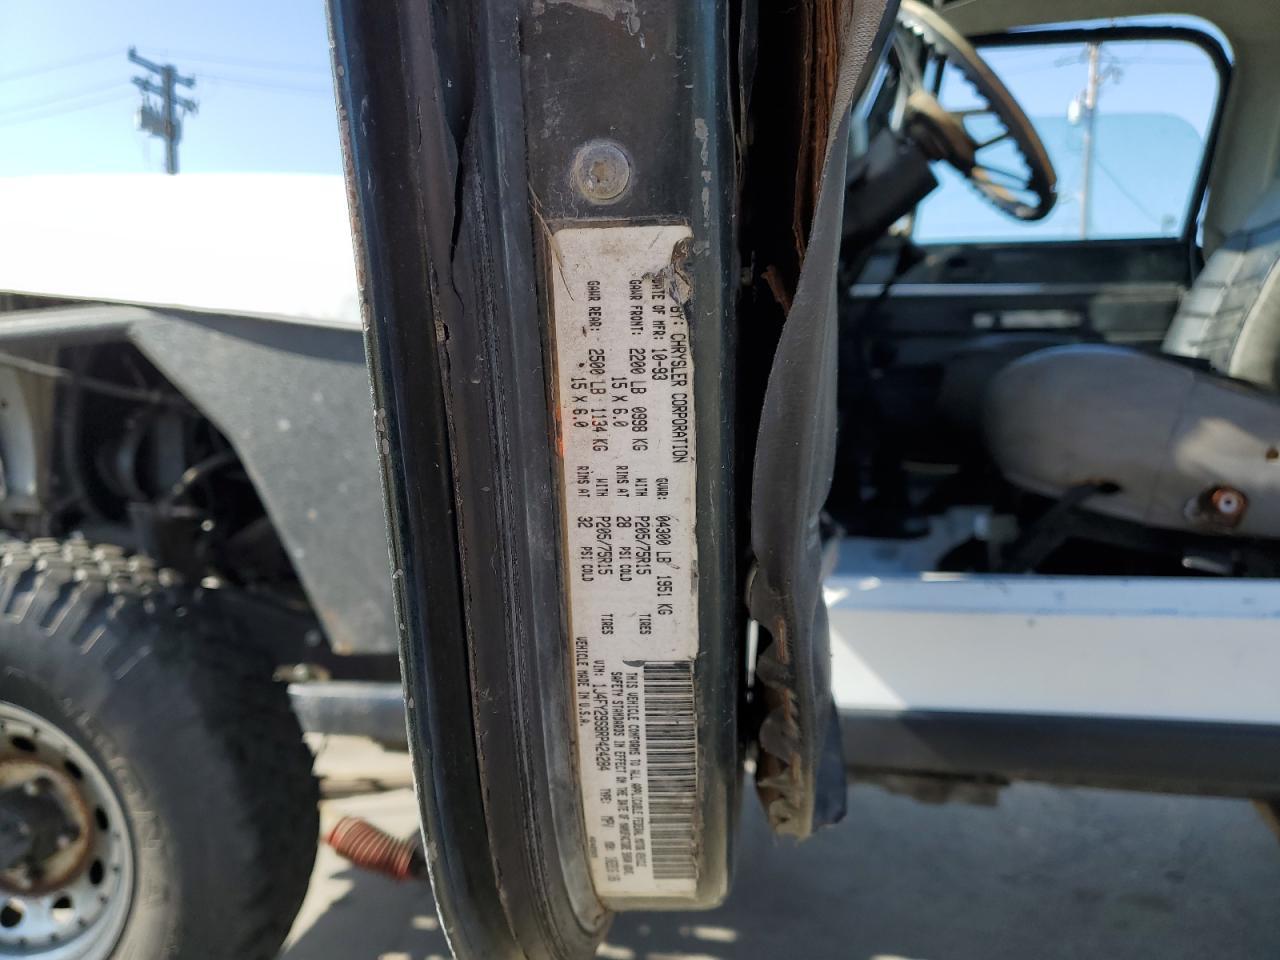 BY: CHRYSLER CORPORATION
DATE OF MFR: 10-93 GVWR: 04300 LB 1951 KG
GAWR FRONT: 2200 LB 0998 KG WITH P205/75R15 TIRES
15 X 6.0 RIMS AT 28 PSI COLD
GAWR REAR: 2500 LB 1134 KG WITH P205/75R15 TIRES
15 X 6.0 RIMS AT 32 PSI COLD
THIS VEHICLE CONFORMS TO ALL APPLICABLE FEDERAL MOTOR VEHICLE
SAFETY STANDARDS IN EFFECT ON THE DATE OF MANUFACTURE SHOWN ABOVE
VIN: 1J4FY29S8RP424284 TYPE: MPV
VEHICLE MADE IN U.S.A.